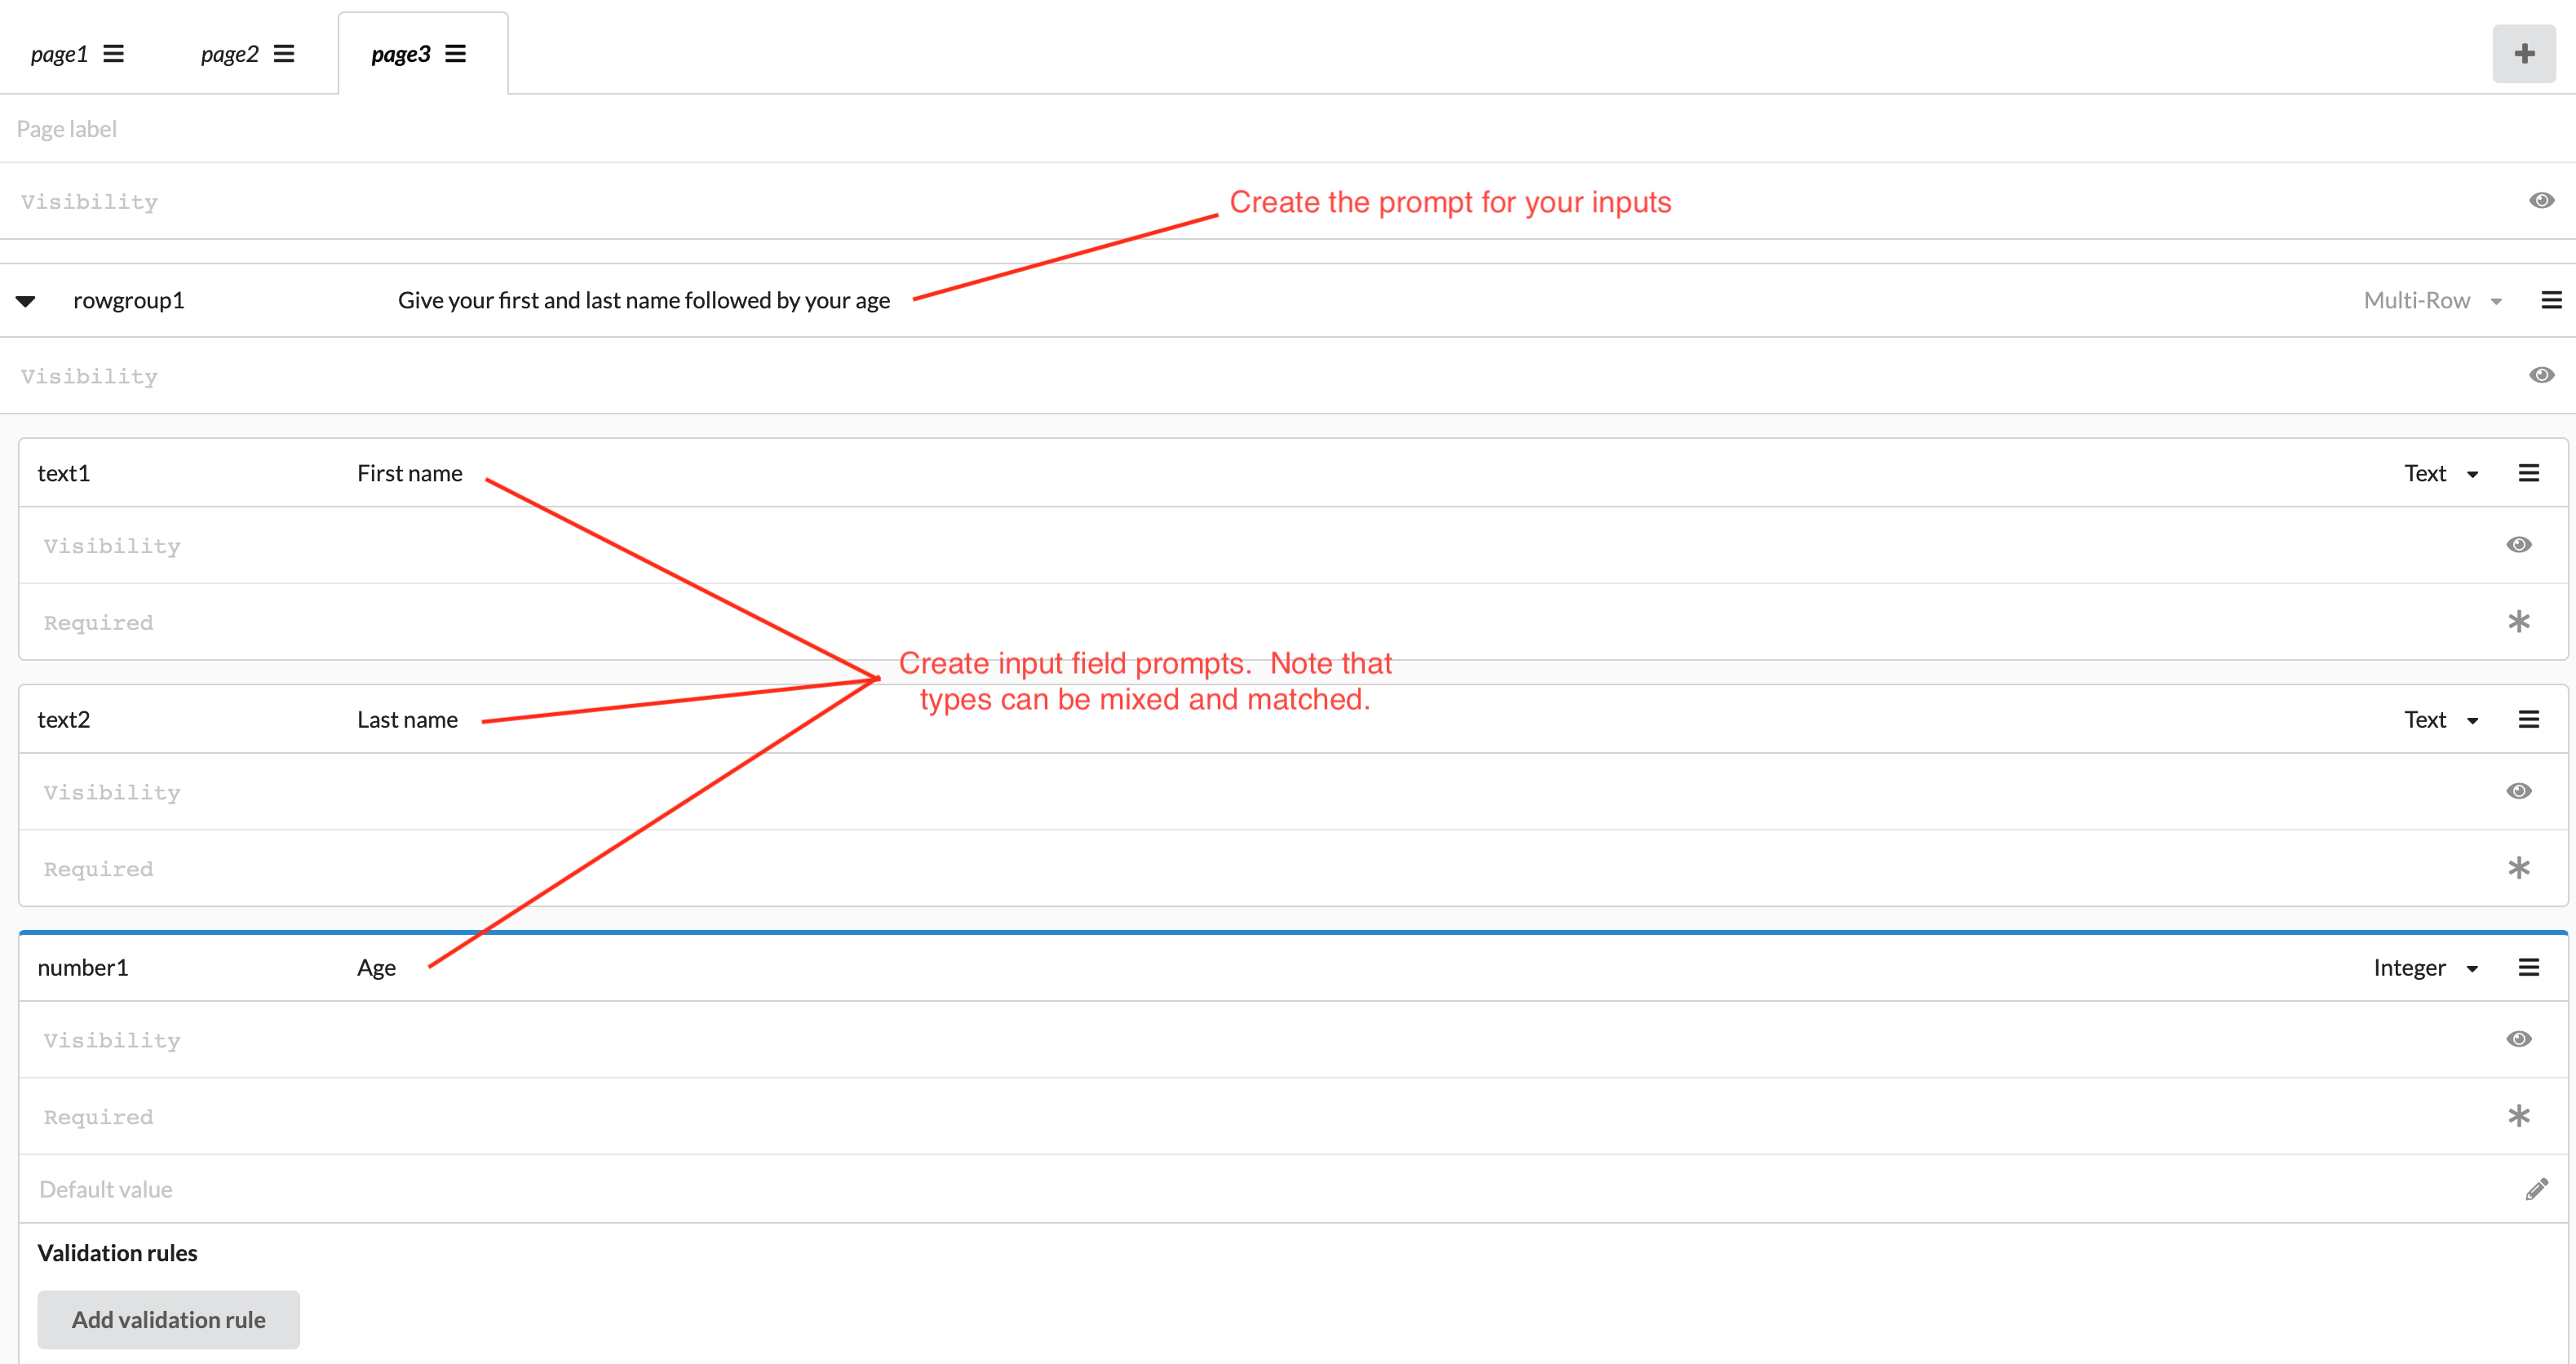 page1 page2 page3
Page label
Visibility
Create the prompt for your inputs
rowgroup1 Give your first and last name followed by your age Multi-Row
Visibility
text1 First name Text
Visibility
Required
Create input field prompts.  Note that
types can be mixed and matched.
text2 Last name Text
Visibility
Required
number1 Age Integer
Visibility
Required
Default value
Validation rules
Add validation rule